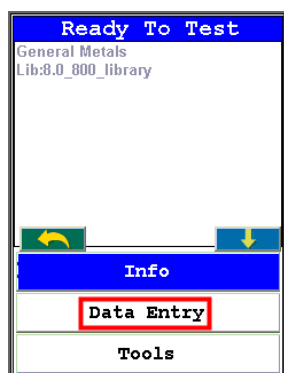 Ready To Test
General Metals
Lib:8.0_800_library
Info
Data Entry
Tools